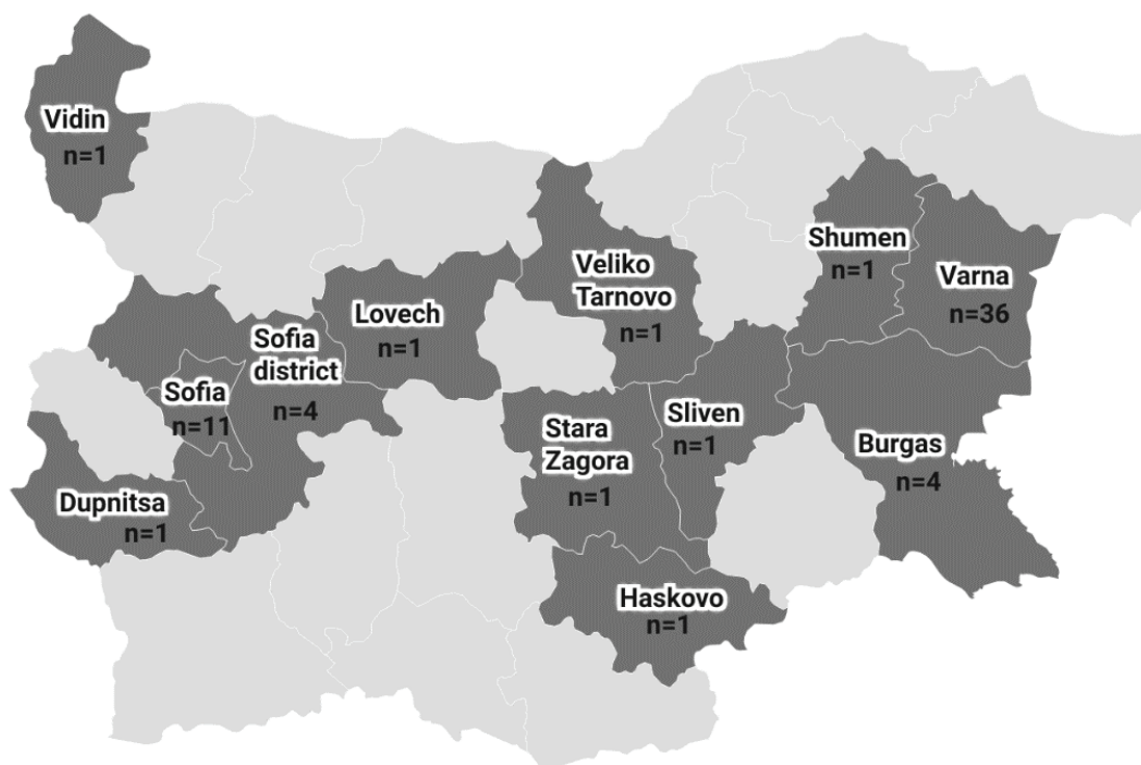 Vidin
n=1
Shumen
n=1
Veliko
Tarnovo
n=1
Varna
n=36
Lovech
n=1
Sofia
district
n=4
Sofia
n=11
Sliven
n=1
Stara
Zagora
n=1
Burgas
n=4
Dupnitsa
n=1
Haskovo
n=1